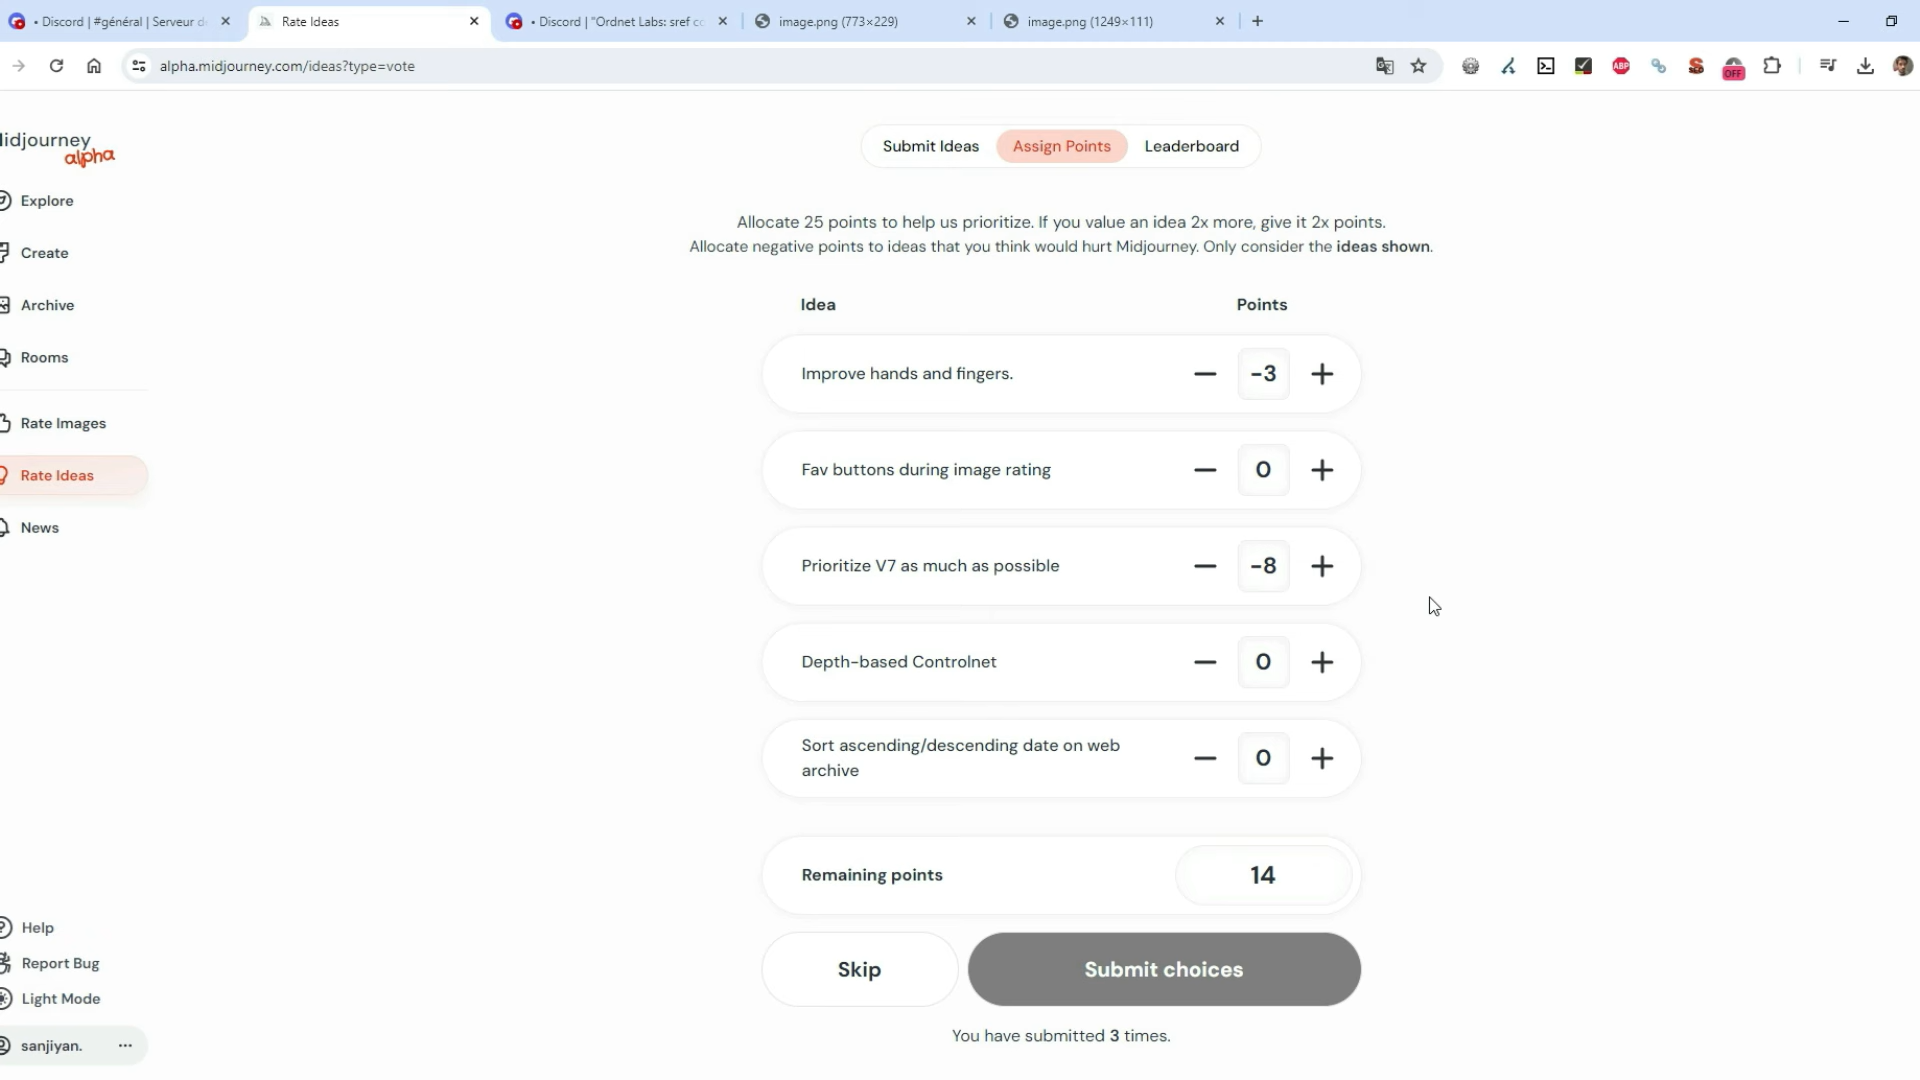 • Discord | #général | Serveur d
Rate Ideas
• Discord | "Ordnet Labs: sref co
image.png (773×229)
image.png (1249×111)
alpha.midjourney.com/ideas?type=vote
ABP
OFF
idjourney
alpha
Explore
Create
Archive
Rooms
Rate Images
Rate Ideas
News
Help
Report Bug
Light Mode
sanjiyan.
Submit Ideas
Assign Points
Leaderboard
Allocate 25 points to help us prioritize. If you value an idea 2x more, give it 2x points.
Allocate negative points to ideas that you think would hurt Midjourney. Only consider the ideas shown.
Idea
Points
Improve hands and fingers.
-3
Fav buttons during image rating
0
Prioritize V7 as much as possible
-8
Depth-based Controlnet
0
Sort ascending/descending date on web
archive
0
Remaining points
14
Skip
Submit choices
You have submitted 3 times.